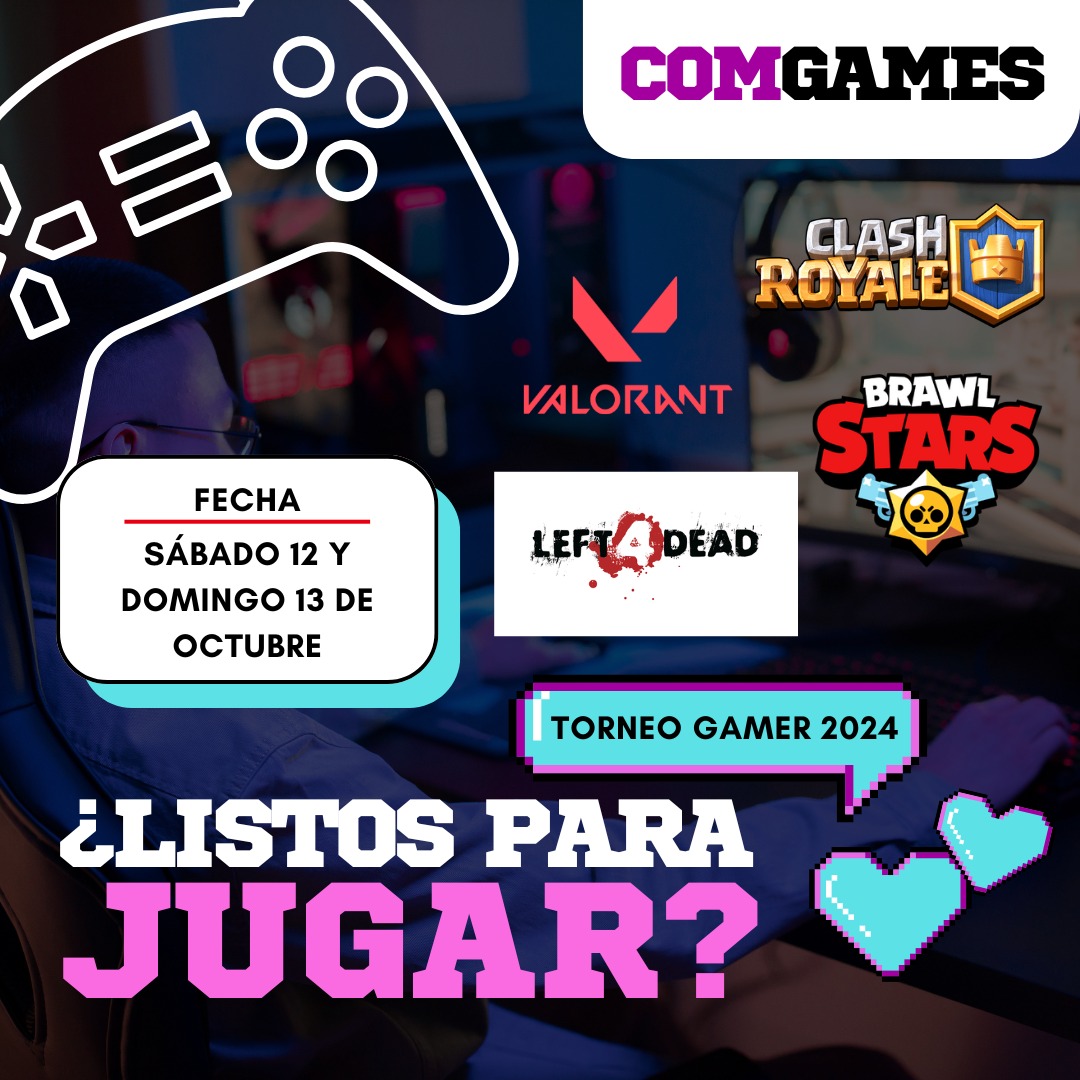 COMGAMES
CLASH
ROYALE
VALORANT
BRAWL
STARS
FECHA
SÁBADO 12 Y
DOMINGO 13 DE
OCTUBRE
LEFT 4 DEAD
TORNEO GAMER 2024
¿LISTOS PARA
JUGAR?